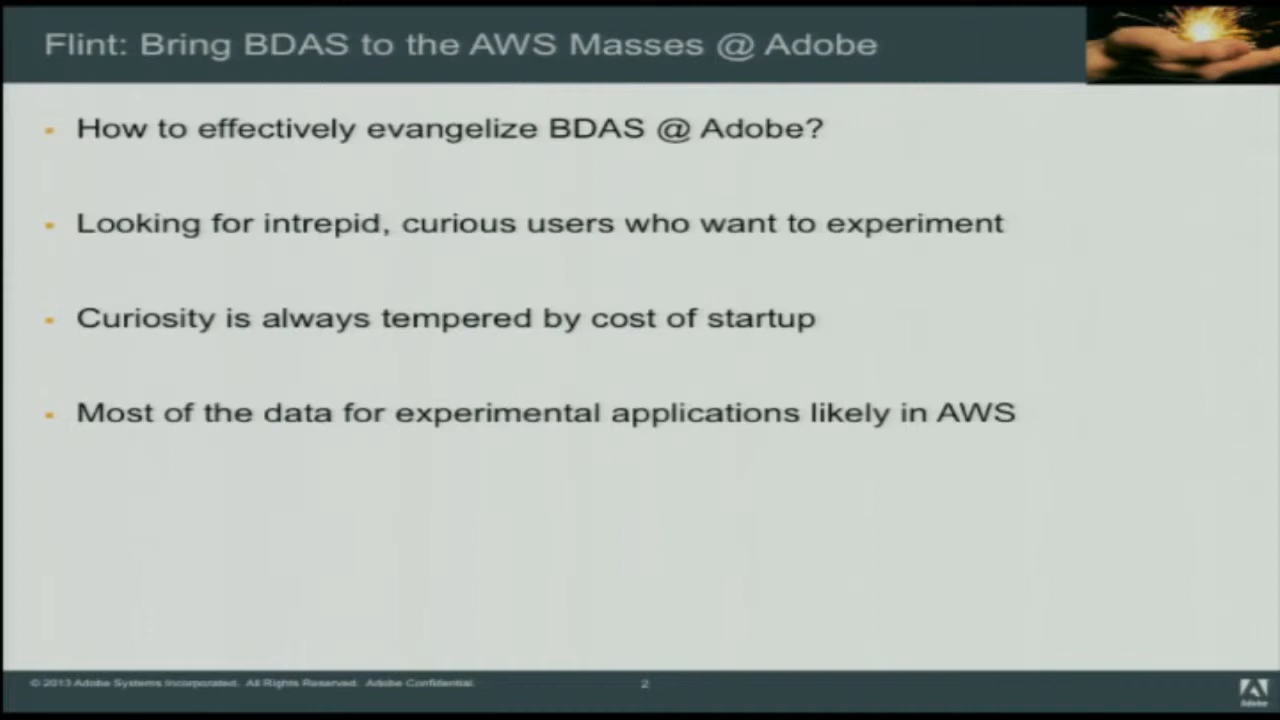 Flint: Bring BDAS to the AWS Masses @ Adobe
How to effectively evangelize BDAS @ Adobe?
Looking for intrepid, curious users who want to experiment
Curiosity is always tempered by cost of startup
Most of the data for experimental applications likely in AWS
© 2013 Adobe Systems Incorporated. All Rights Reserved. Adobe Confidential.
2
Adobe